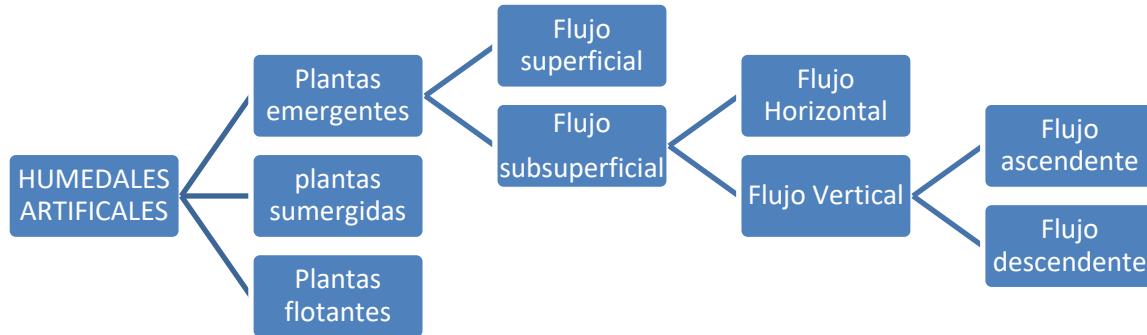 HUMEDALES
ARTIFICALES
Plantas
emergentes
plantas
sumergidas
Plantas
flotantes
Flujo
superficial
Flujo
subsuperficial
Flujo
Horizontal
Flujo Vertical
Flujo
ascendente
Flujo
descendente